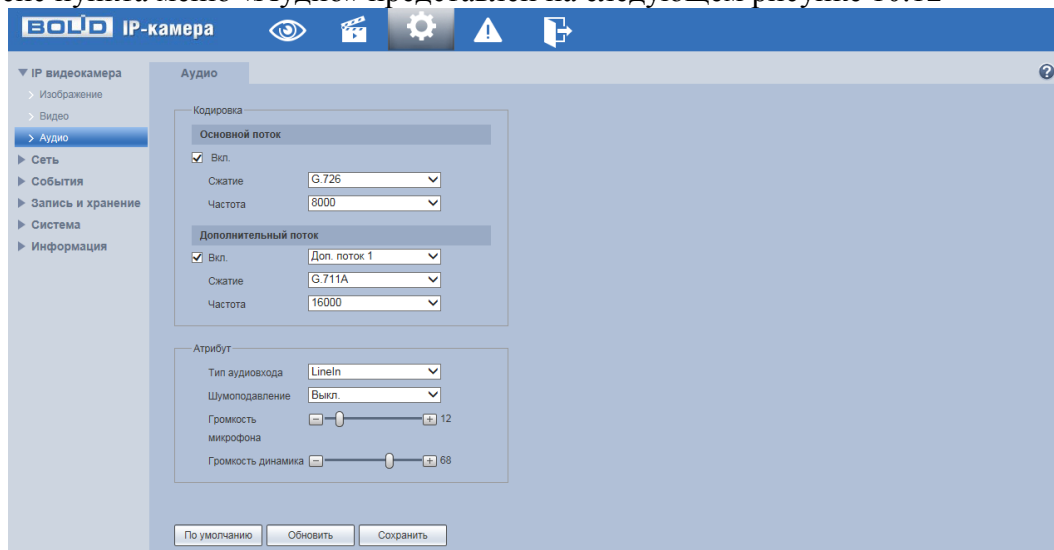 пункта меню «Аудио» представлен на следующем рисунке 10.12
BOLID IP-камера
IP видеокамера
Изображение
Видео
Аудио
Сеть
События
Запись и хранение
Система
Информация
Аудио
Кодировка
Основной поток
Вкл.
Сжатие G.726
Частота 8000
Дополнительный поток
Вкл. Доп. поток 1
Сжатие G.711A
Частота 16000
Атрибут
Тип аудиовхода LineIn
Шумоподавление Выкл.
Громкость микрофона 12
Громкость динамика 68
По умолчанию Обновить Сохранить